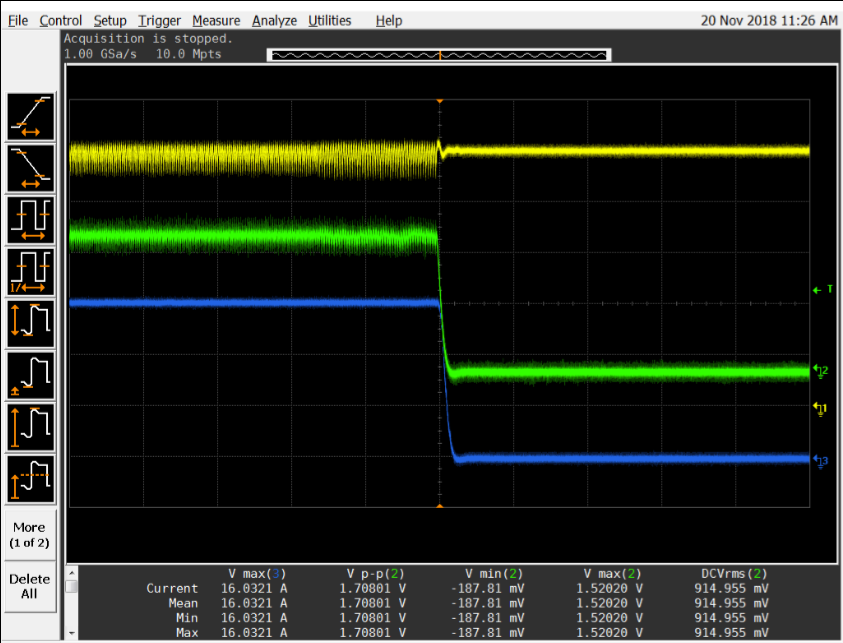 File Control Setup Trigger Measure Analyze Utilities Help 20 Nov 2018 11:26 AM
Acquisition is stopped.
1.00 GSa/s 10.0 Mpts
T
2
1
3
1/
More
(1 of 2)
Delete
All
V max(3) V p-p(2) V min(2) V max(2) DCVrms(2)
Current 16.0321 A 1.70801 V -187.81 mV 1.52020 V 914.955 mV
Mean 16.0321 A 1.70801 V -187.81 mV 1.52020 V 914.955 mV
Min 16.0321 A 1.70801 V -187.81 mV 1.52020 V 914.955 mV
Max 16.0321 A 1.70801 V -187.81 mV 1.52020 V 914.955 mV